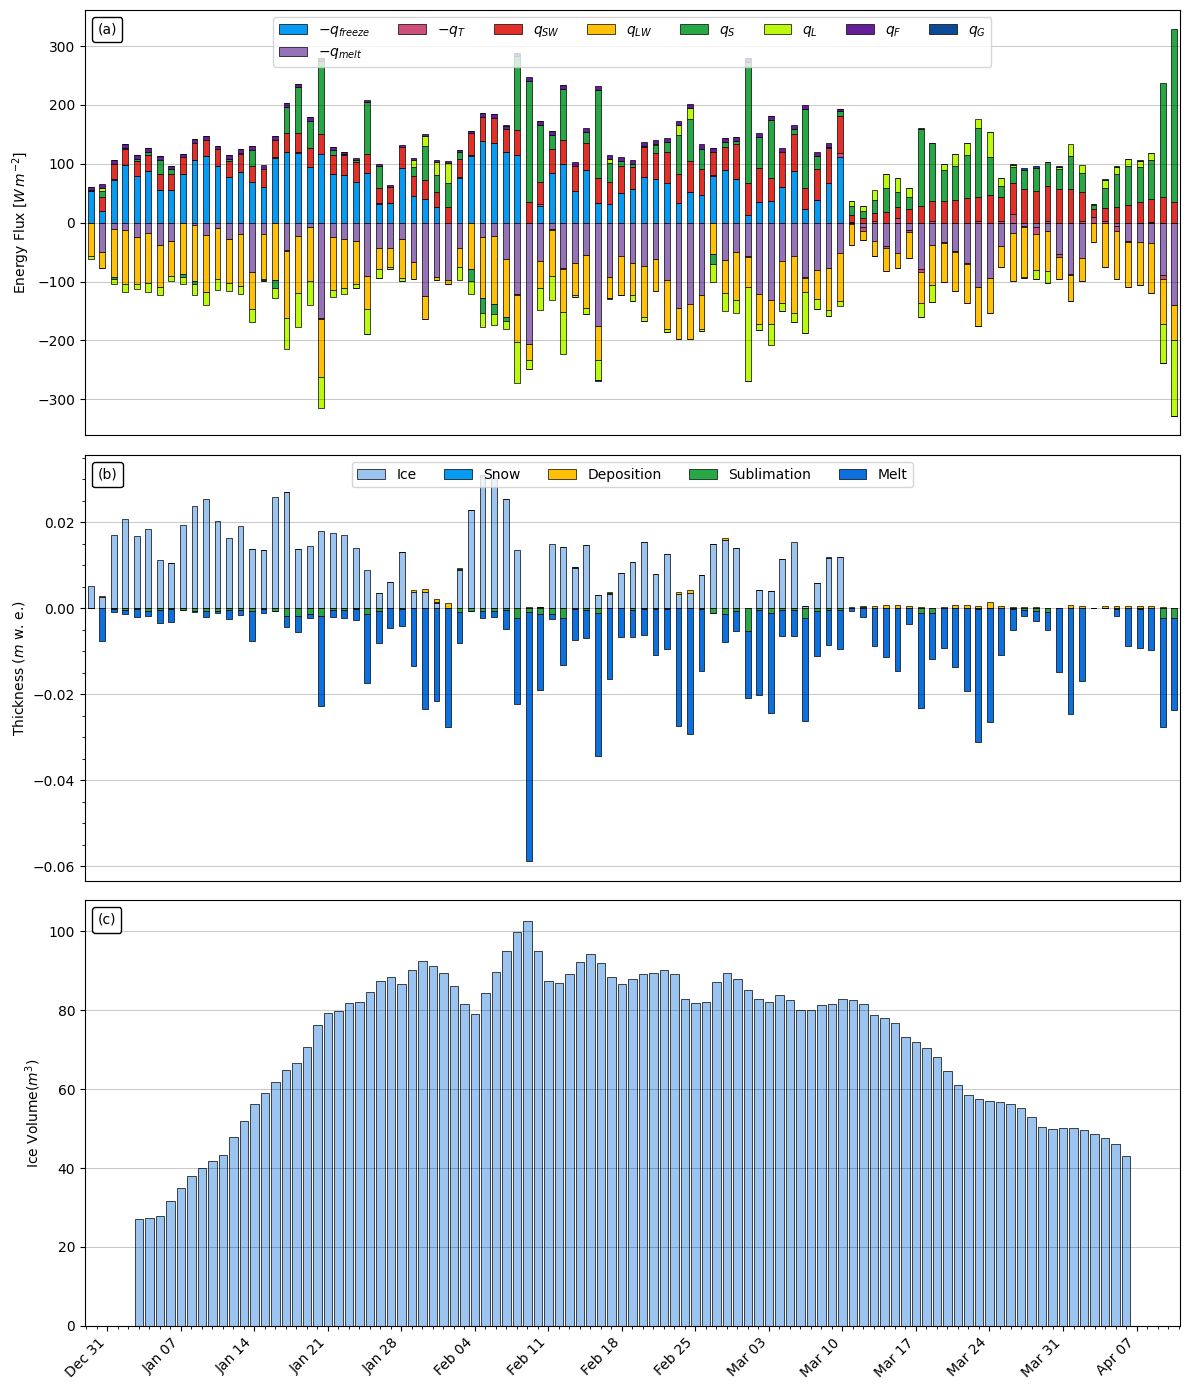 (a)
−q_freeze −q_T q_SW q_LW q_S q_L q_F q_G
−q_melt
300
200
100
0
−100
−200
−300
Energy Flux [W m⁻²]
(b)
Ice Snow Deposition Sublimation Melt
0.02
0.00
−0.02
−0.04
−0.06
Thickness (m w. e.)
(c)
100
80
60
40
20
0
Ice Volume(m³)
Dec 31 Jan 07 Jan 14 Jan 21 Jan 28 Feb 04 Feb 11 Feb 18 Feb 25 Mar 03 Mar 10 Mar 17 Mar 24 Mar 31 Apr 07